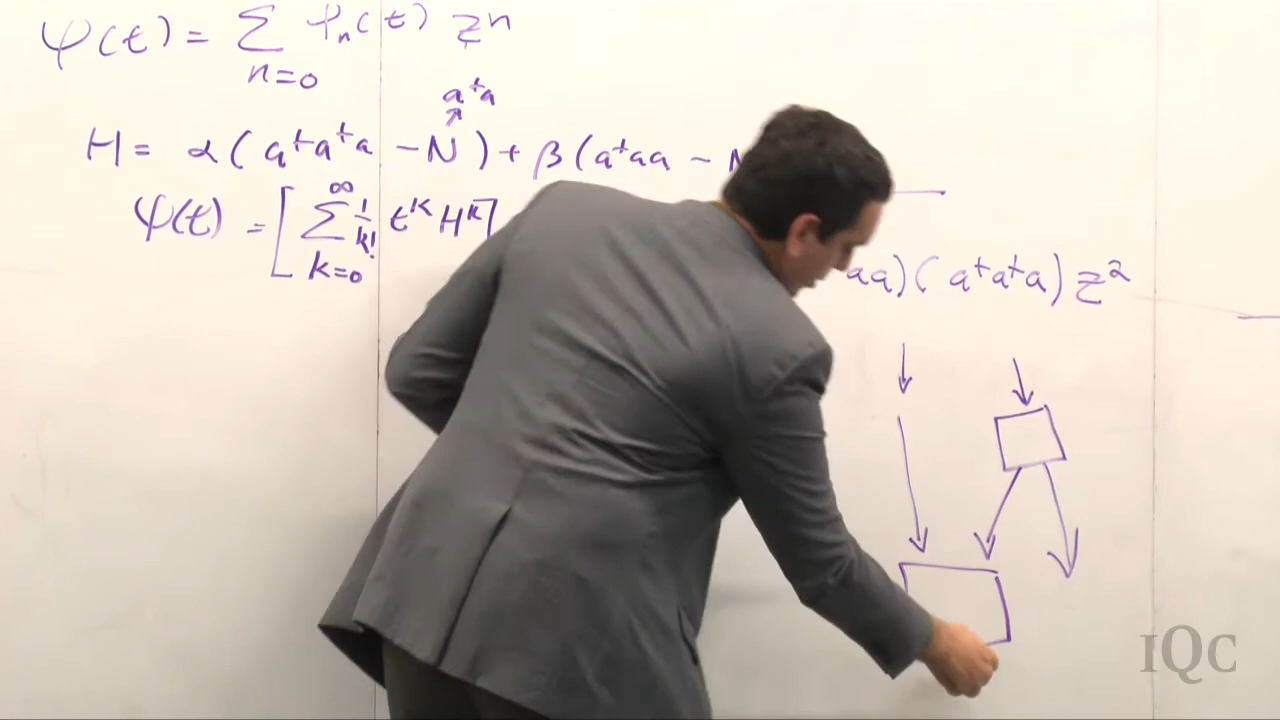 Ψ(t) = Σ Ψₙ(t) zⁿ
n=0
a⁺a
H = α(a⁺a⁺a - N) + β(a⁺aa - N
∞
Ψ(t) = [ Σ 1/k! tᵏ Hᵏ]
k=0
aa)(a⁺a⁺a) z²
IQC